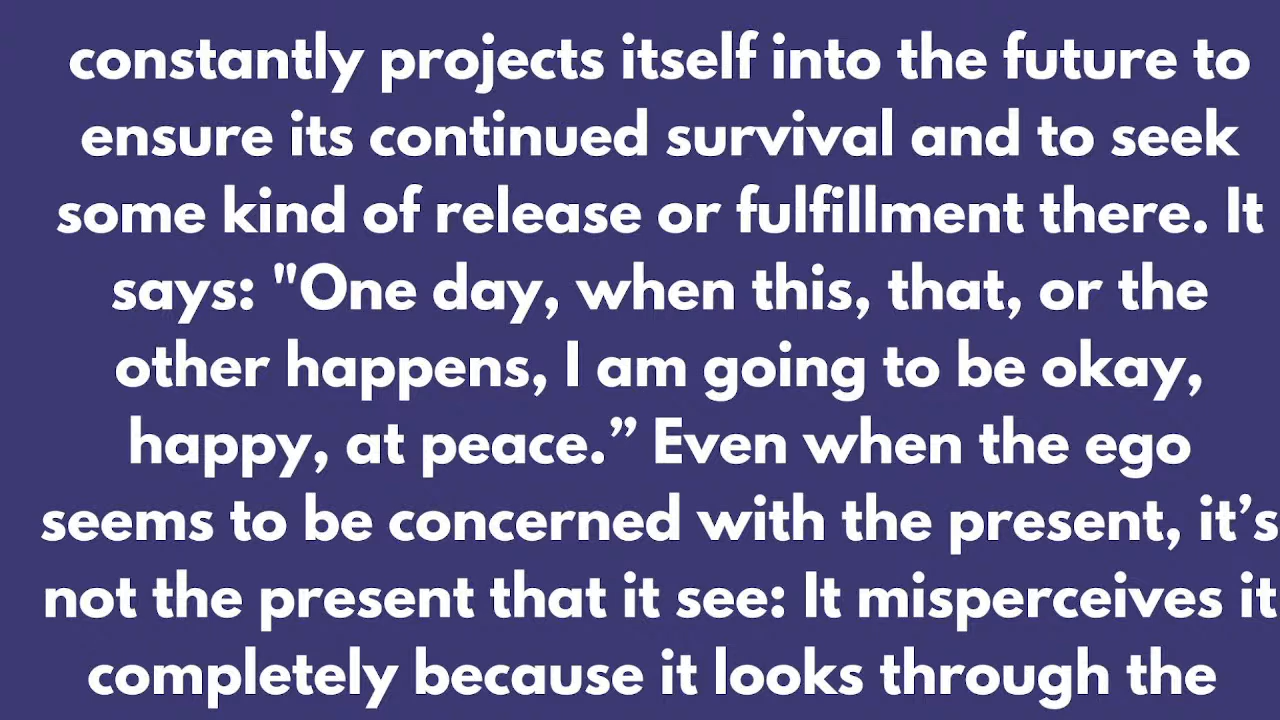 constantly projects itself into the future to
ensure its continued survival and to seek
some kind of release or fulfillment there. It
says: "One day, when this, that, or the
other happens, I am going to be okay,
happy, at peace.” Even when the ego
seems to be concerned with the present, it’s
not the present that it see: It misperceives it
completely because it looks through the